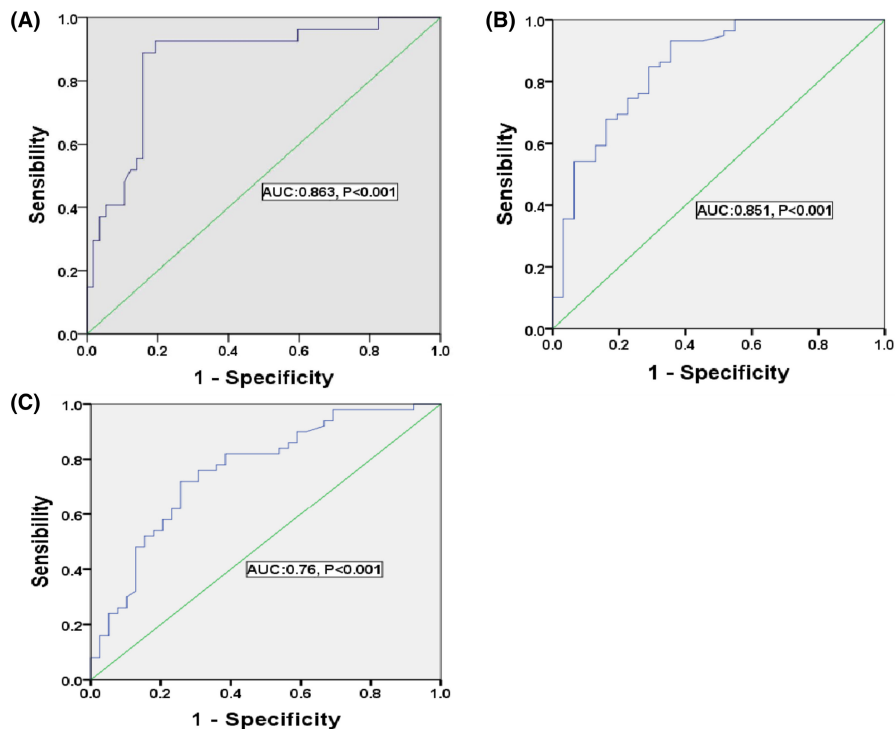 (A)
1.0
0.8
0.6
0.4
0.2
0.0
Sensibility
AUC:0.863, P<0.001
0.0 0.2 0.4 0.6 0.8 1.0
1 - Specificity
(B)
1.0
0.8
0.6
0.4
0.2
0.0
Sensibility
AUC:0.851, P<0.001
0.0 0.2 0.4 0.6 0.8 1.0
1 - Specificity
(C)
1.0
0.8
0.6
0.4
0.2
0.0
Sensibility
AUC:0.76, P<0.001
0.0 0.2 0.4 0.6 0.8 1.0
1 - Specificity